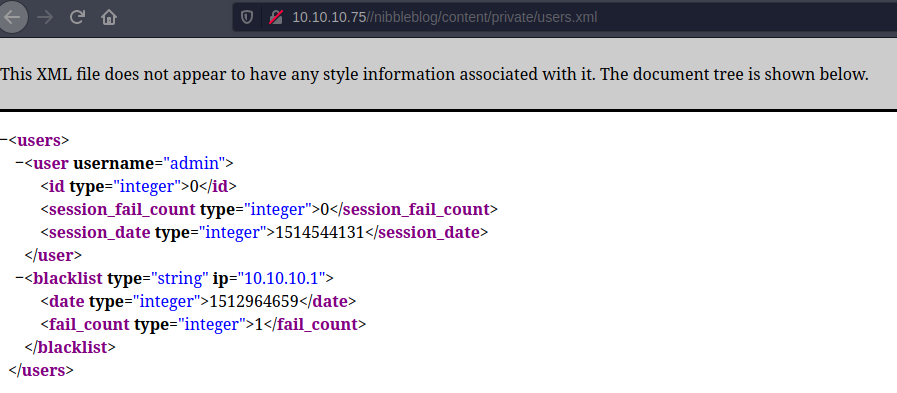 10.10.10.75//nibbleblog/content/private/users.xml
This XML file does not appear to have any style information associated with it. The document tree is shown below.
−<users>
−<user username="admin">
<id type="integer">0</id>
<session_fail_count type="integer">0</session_fail_count>
<session_date type="integer">1514544131</session_date>
</user>
−<blacklist type="string" ip="10.10.10.1">
<date type="integer">1512964659</date>
<fail_count type="integer">1</fail_count>
</blacklist>
</users>